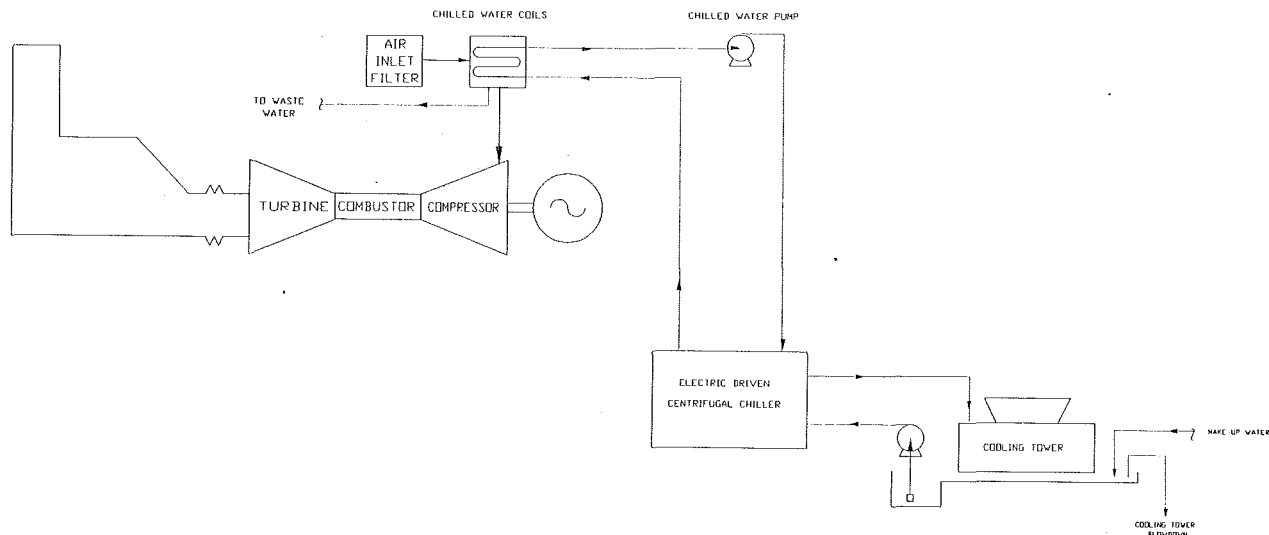 CHILLED WATER COILS
CHILLED WATER PUMP
AIR
INLET
FILTER
TO WASTE
WATER
TURBINE
COMBUSTOR
COMPRESSOR
ELECTRIC DRIVEN
CENTRIFUGAL CHILLER
COOLING TOWER
MAKE-UP WATER
COOLING TOWER
BLOWDOWN